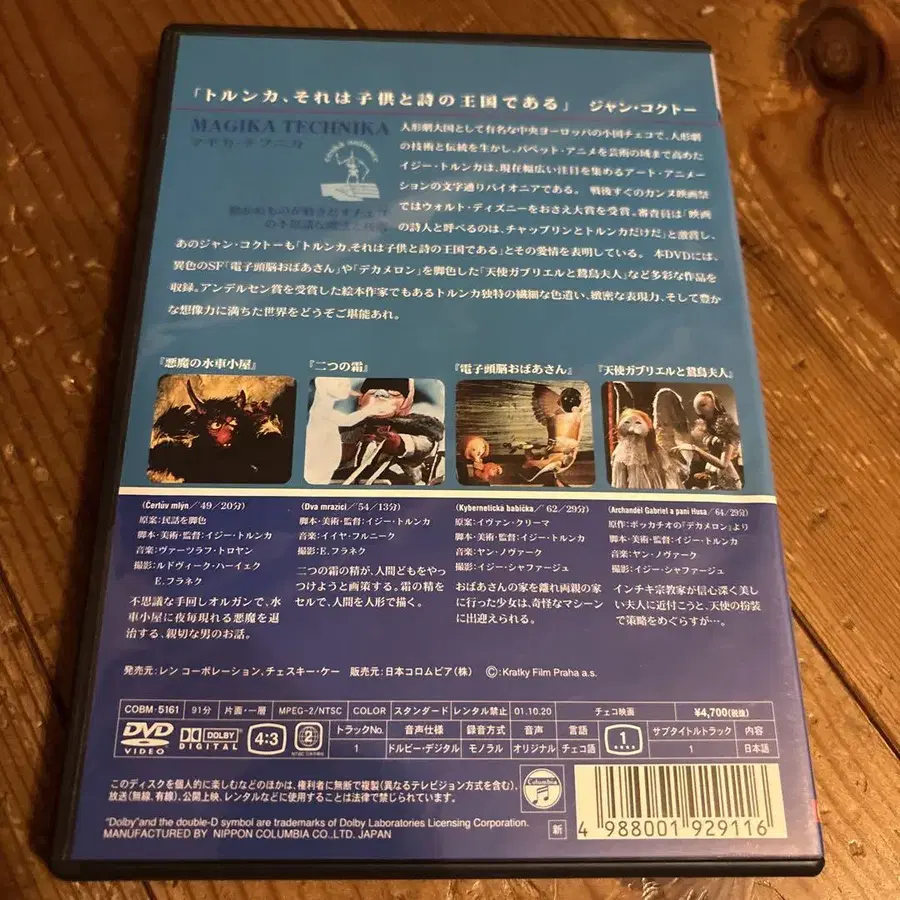 「トルンカ、それは子供と詩の王国である」 ジャン・コクトー
MAGIKA TECHNIKA
マギカ・テフニカ
動かぬものが動きだすチェコ
の不思議な魔法と技術
人形劇大国として有名な中央ヨーロッパの小国チェコで、人形劇
の技術と伝統を生かし、パペット・アニメを芸術の域まで高めた
イジー・トルンカは、現在幅広い注目を集めるアート・アニメー
ションの文字通りパイオニアである。 戦後すぐのカンヌ映画祭
ではウォルト・ディズニーをおさえ大賞を受賞。審査員は「映画
の詩人と呼べるのは、チャップリンとトルンカだけだ」と激賞し、
あのジャン・コクトーも「トルンカ、それは子供と詩の王国である」とその愛情を表明している。 本DVDには、
異色のSF「電子頭脳おばあさん」や「デカメロン」を脚色した「天使ガブリエルと鵞鳥夫人」など多彩な作品を
収録。アンデルセン賞を受賞した絵本作家でもあるトルンカ独特の繊細な色遣い、緻密な表現力、そして豊か
な想像力に満ちた世界をどうぞご堪能あれ。
『悪魔の水車小屋』
『二つの霜』
『電子頭脳おばあさん』
『天使ガブリエルと鵞鳥夫人』
(Čertův mlýn/'49/20分)
原案:民話を脚色
脚本・美術・監督:イジー・トルンカ
音楽:ヴァーツラフ・トロヤン
撮影:ルドヴィーク・ハーイェク
E.フラネク
不思議な手回しオルガンで、水
車小屋に夜毎現れる悪魔を退
治する、親切な男のお話。
(Dva mrazíci/'54/13分)
脚本・美術・監督:イジー・トルンカ
音楽:イイヤ・フルニーク
撮影:E.フラネク
二つの霜の精が、人間どもをやっ
つけようと画策する。霜の精を
セルで、人間を人形で描く。
(Kybernetická babička/'62/29分)
原案:イヴァン・クリーマ
脚本・美術・監督:イジー・トルンカ
音楽:ヤン・ノヴァーク
撮影:イジー・シャファージュ
おばあさんの家を離れ両親の家
に行った少女は、奇怪なマシーン
に出迎えられる。
(Archanděl Gabriel a paní Husa/'64/29分)
原作:ボッカチオの『デカメロン』より
脚本・美術・監督:イジー・トルンカ
音楽:ヤン・ノヴァーク
撮影:イジー・シャファージュ
インチキ宗教家が信心深く美し
い夫人に近付こうと、天使の扮装
で策略をめぐらすが…。
発売元:レン コーポレーション,チェスキー・ケー 販売元:日本コロムビア(株) Ⓒ:Kratky Film Praha a.s.
COBM-5161 91分 片面・一層 MPEG-2/NTSC COLOR スタンダード レンタル禁止 01.10.20 チェコ映画 ¥4,700(税抜)
DVD VIDEO DOLBY DIGITAL 4:3 2 NTSC 日本市場向
トラックNo. 音声仕様 録音方式 音声 言語 1 サブタイトルトラック 内容
1 ドルビー・デジタル モノラル オリジナル チェコ語 1 日本語
このディスクを個人的に楽しむなどのほかは、権利者に無断で複製(異なるテレビジョン方式を含む)、
放送(無線、有線)、公開上映、レンタルなどに使用することは法律で禁じられています。
"Dolby"and the double-D symbol are trademarks of Dolby Laboratories Licensing Corporation.
MANUFACTURED BY NIPPON COLUMBIA CO.,LTD. JAPAN
Columbia
新
4 988001 929116